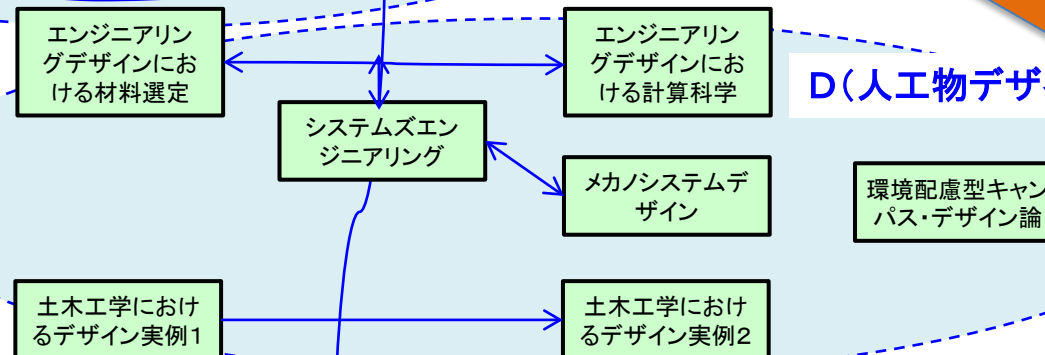 エンジニアリン
グデザインにお
ける材料選定
エンジニアリン
グデザインにお
ける計算科学
D(人工物デザ
システムズエン
ジニアリング
メカノシステムデ
ザイン
環境配慮型キャン
パス・デザイン論
土木工学におけ
るデザイン実例1
土木工学におけ
るデザイン実例2